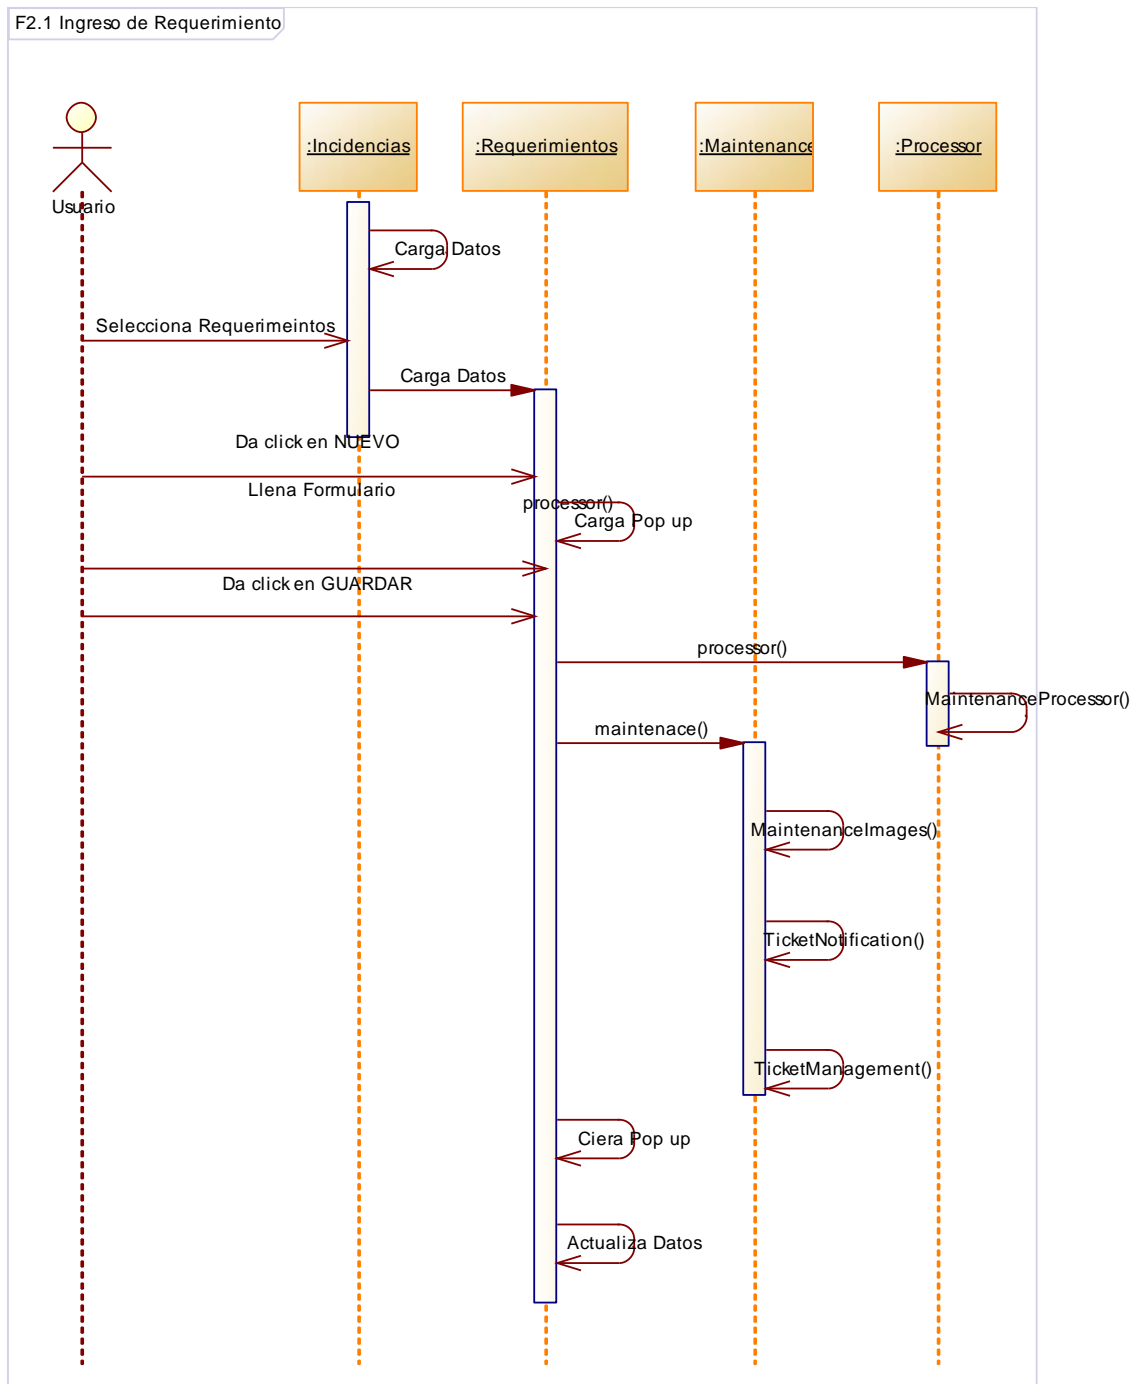 F2.1 Ingreso de Requerimiento
:Incidencias
:Requerimientos
:Maintenance
:Processor
Usuario
Carga Datos
Selecciona Requerimeintos
Carga Datos
Da click en NUEVO
Llena Formulario
processor()
Carga Pop up
Da click en GUARDAR
processor()
MaintenanceProcessor()
maintenace()
MaintenanceImages()
TicketNotification()
TicketManagement()
Ciera Pop up
Actualiza Datos